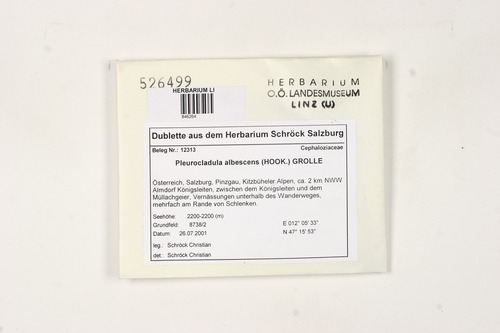 526499
HERBARIUM LI
846254
HERBARIUM
O.Ö. LANDESMUSEUM
LINZ (U)
Dublette aus dem Herbarium Schröck Salzburg
Beleg Nr.: 12313 Cephaloziaceae
Pleurocladula albescens (HOOK.) GROLLE
Österreich, Salzburg, Pinzgau, Kitzbüheler Alpen, ca. 2 km NWW
Almdorf Königsleiten, zwischen dem Königsleiten und dem
Müllachgeier, Vernässungen unterhalb des Wanderweges,
mehrfach am Rande von Schlenken.
Seehöhe: 2200-2200 (m) E 012° 05' 33"
Grundfeld: 8738/2 N 47° 15' 53"
Datum: 26.07.2001
leg.: Schröck Christian
det.: Schröck Christian